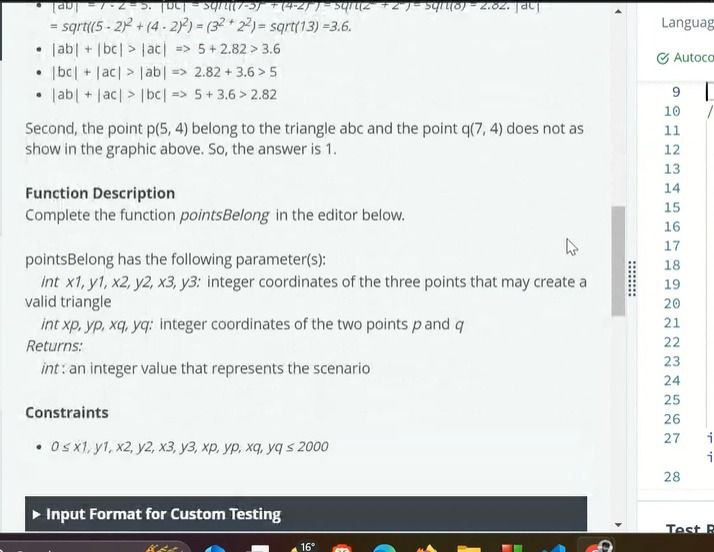 • |ab| = 7 - 2 = 5. |bc| = sqrt((7-5)² + (4-2)²) = sqrt(2² + 2²) = sqrt(8) = 2.82. |ac|
= sqrt((5 - 2)² + (4 - 2)²) = (3² + 2²)= sqrt(13) =3.6.
• |ab| + |bc| > |ac| => 5 + 2.82 > 3.6
• |bc| + |ac| > |ab| => 2.82 + 3.6 > 5
• |ab| + |ac| > |bc| => 5 + 3.6 > 2.82
Second, the point p(5, 4) belong to the triangle abc and the point q(7, 4) does not as
show in the graphic above. So, the answer is 1.
Function Description
Complete the function pointsBelong in the editor below.
pointsBelong has the following parameter(s):
int x1, y1, x2, y2, x3, y3: integer coordinates of the three points that may create a
valid triangle
int xp, yp, xq, yq: integer coordinates of the two points p and q
Returns:
int : an integer value that represents the scenario
Constraints
• 0 ≤ x1, y1, x2, y2, x3, y3, xp, yp, xq, yq ≤ 2000
▸ Input Format for Custom Testing
Languag
Autoco
9
10 /
11
12
13
14
15
16
17
18
19
20
21
22
23
24
25
26
27 i
i
28
Test R
16°